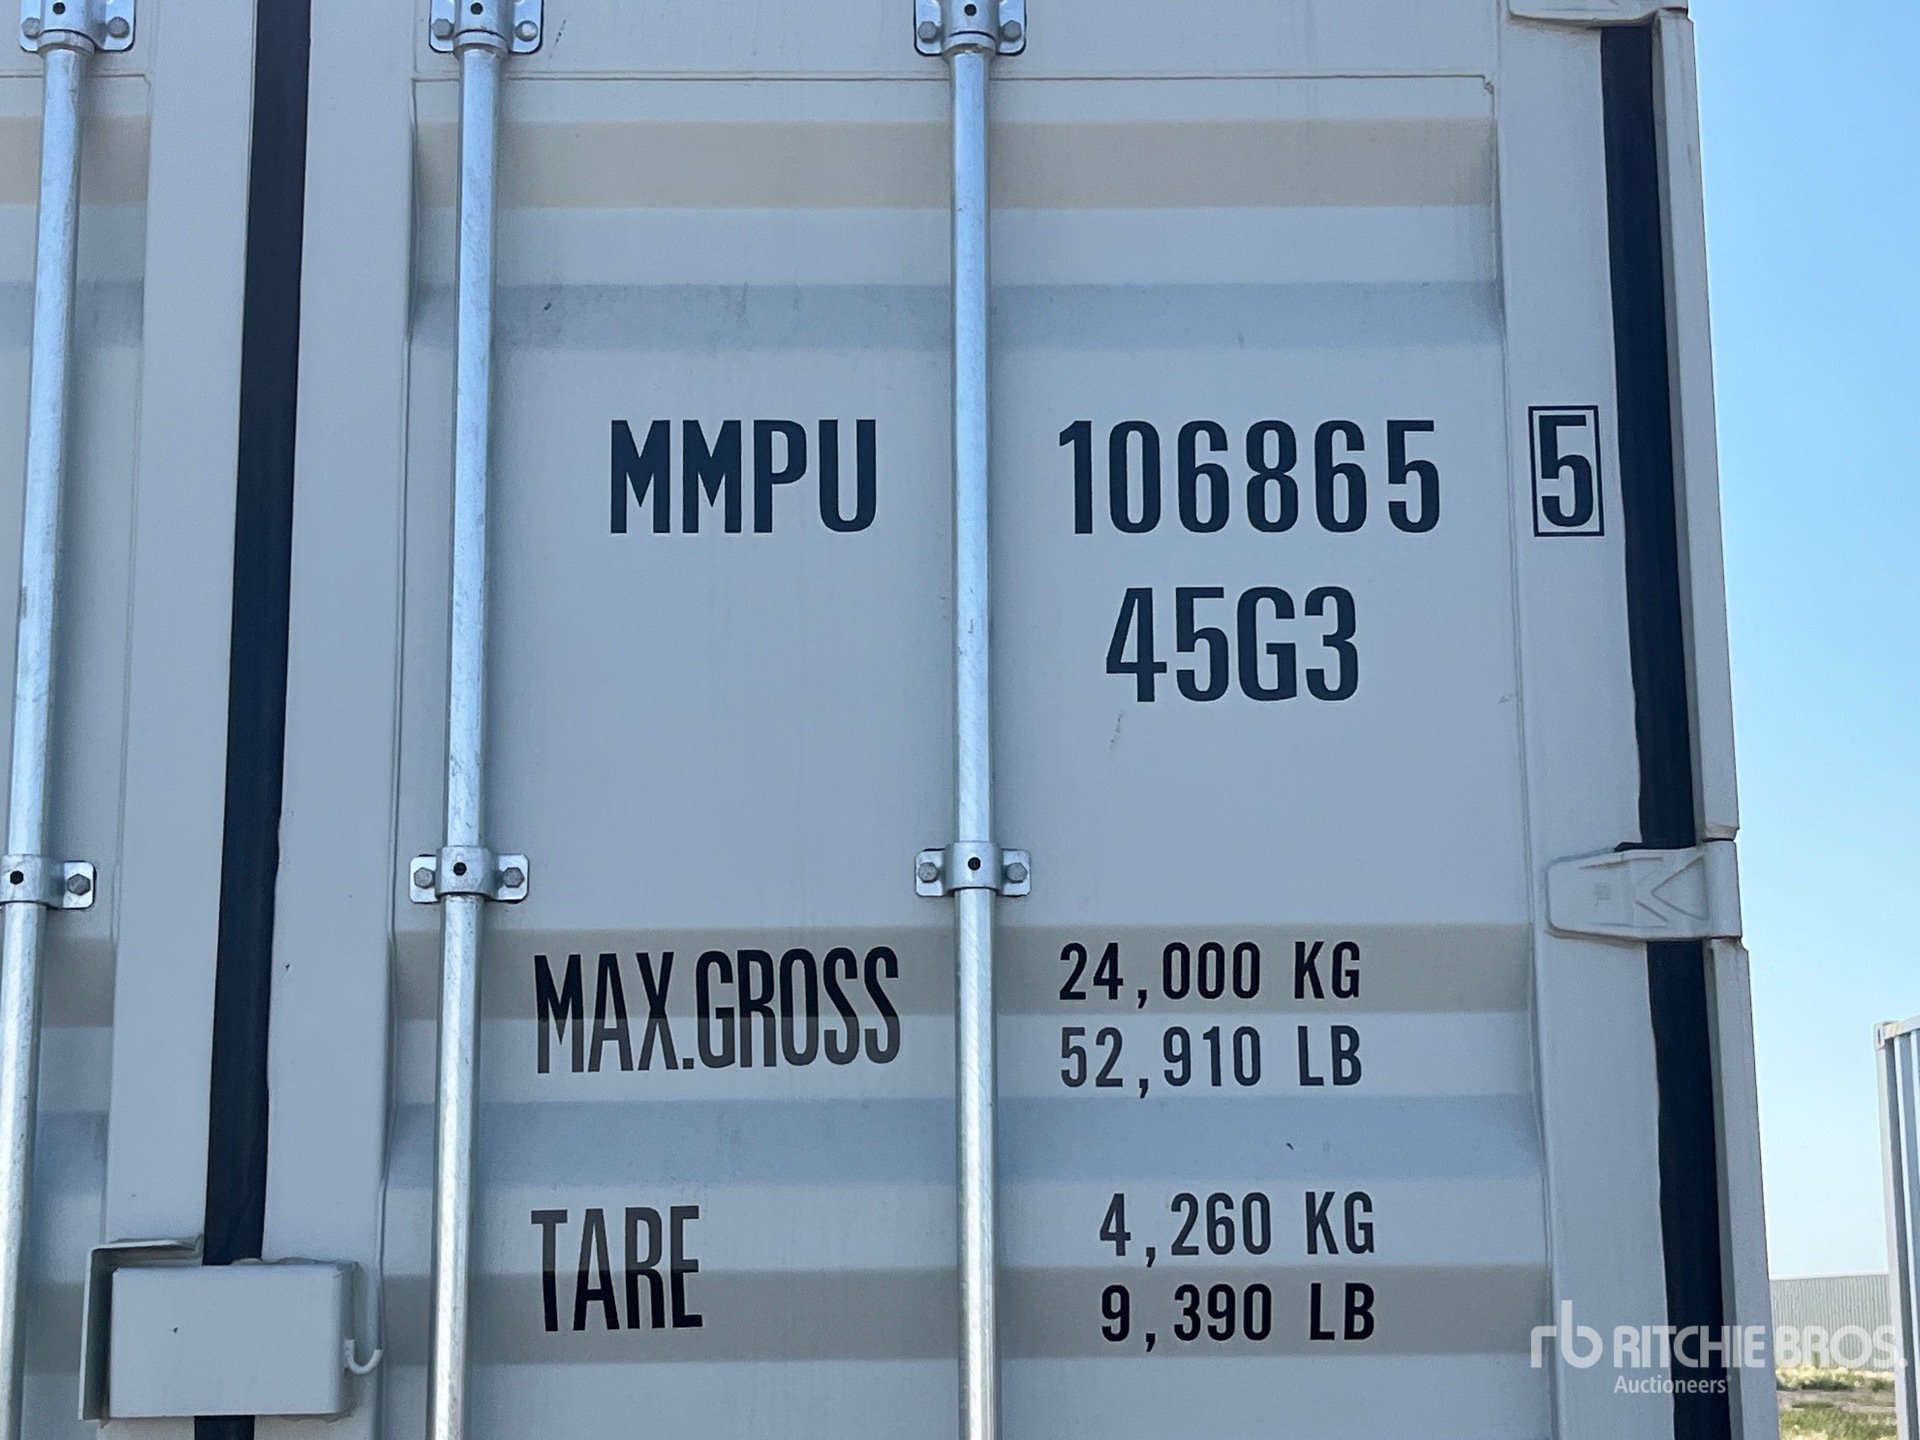 MMPU 106865 5
45G3
MAX.GROSS 24,000 KG
52,910 LB
TARE 4,260 KG
9,390 LB
rb RITCHIE BROS.
Auctioneers